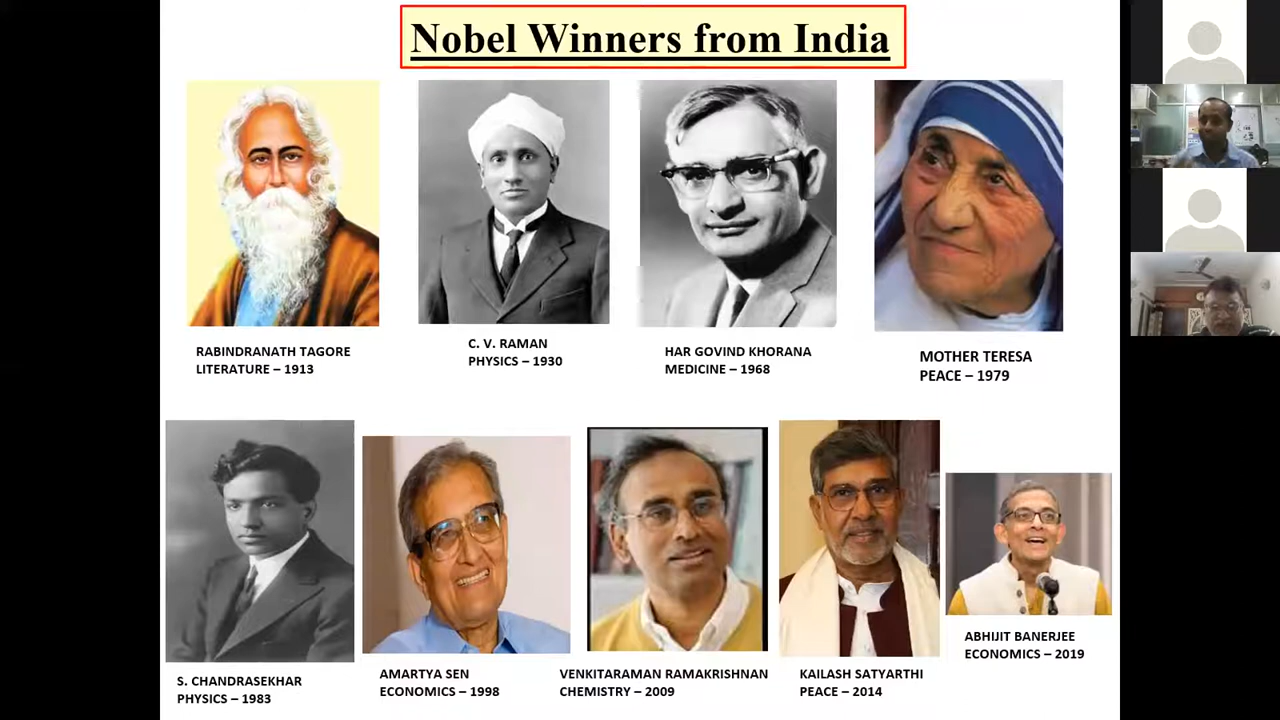 Nobel Winners from India
RABINDRANATH TAGORE
LITERATURE – 1913
C. V. RAMAN
PHYSICS – 1930
HAR GOVIND KHORANA
MEDICINE – 1968
MOTHER TERESA
PEACE – 1979
S. CHANDRASEKHAR
PHYSICS – 1983
AMARTYA SEN
ECONOMICS – 1998
VENKITARAMAN RAMAKRISHNAN
CHEMISTRY – 2009
KAILASH SATYARTHI
PEACE – 2014
ABHIJIT BANERJEE
ECONOMICS – 2019